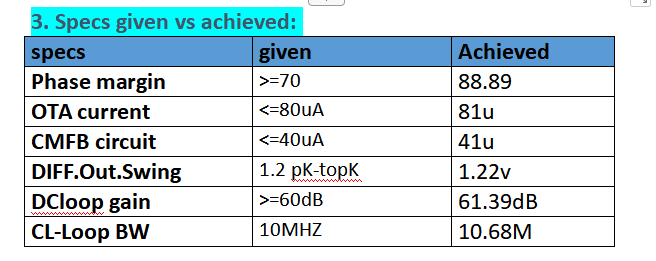 3. Specs given vs achieved:
specs given Achieved
Phase margin >=70 88.89
OTA current <=80uA 81u
CMFB circuit <=40uA 41u
DIFF.Out.Swing 1.2 pK-topK 1.22v
DCloop gain >=60dB 61.39dB
CL-Loop BW 10MHZ 10.68M